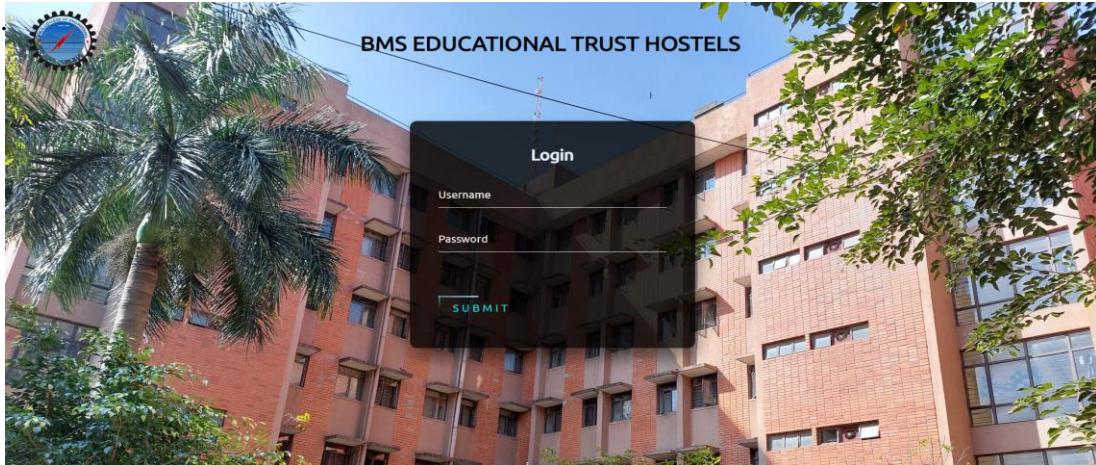 BMS EDUCATIONAL TRUST HOSTELS
Login
Username
Password
SUBMIT